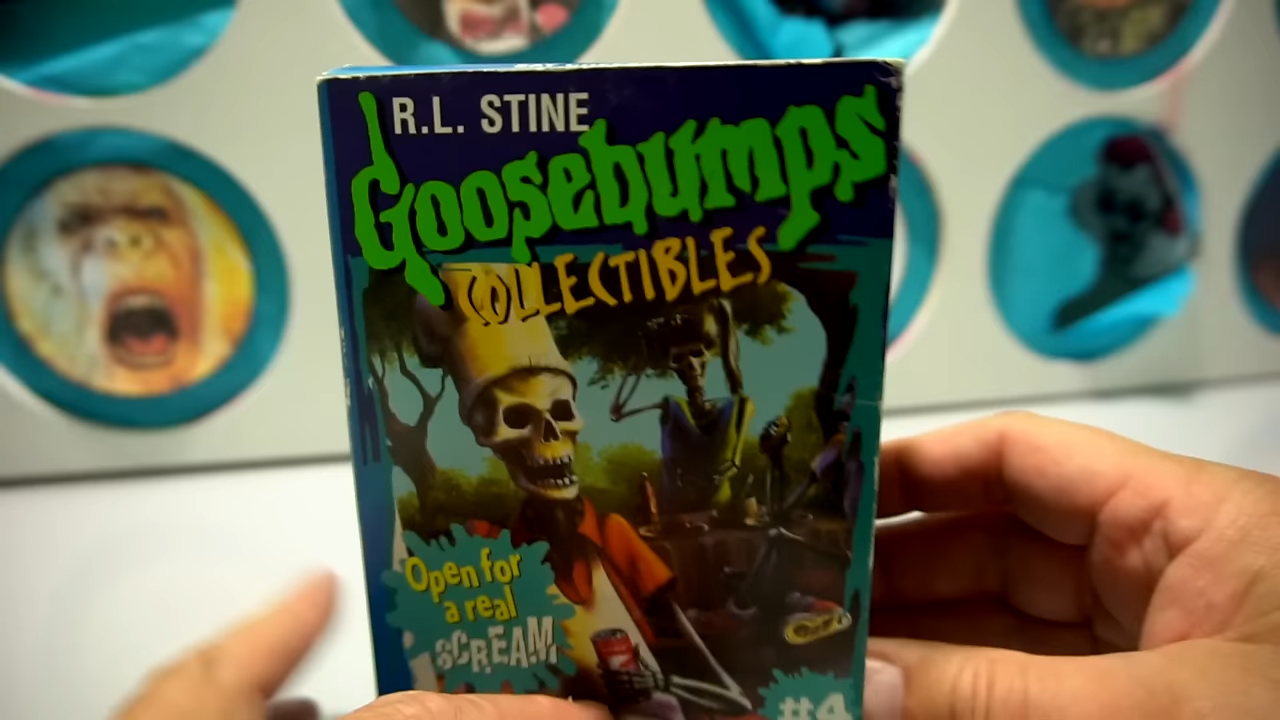 R.L. STINE
Goosebumps
COLLECTIBLES
Open for
a real
SCREAM
#4